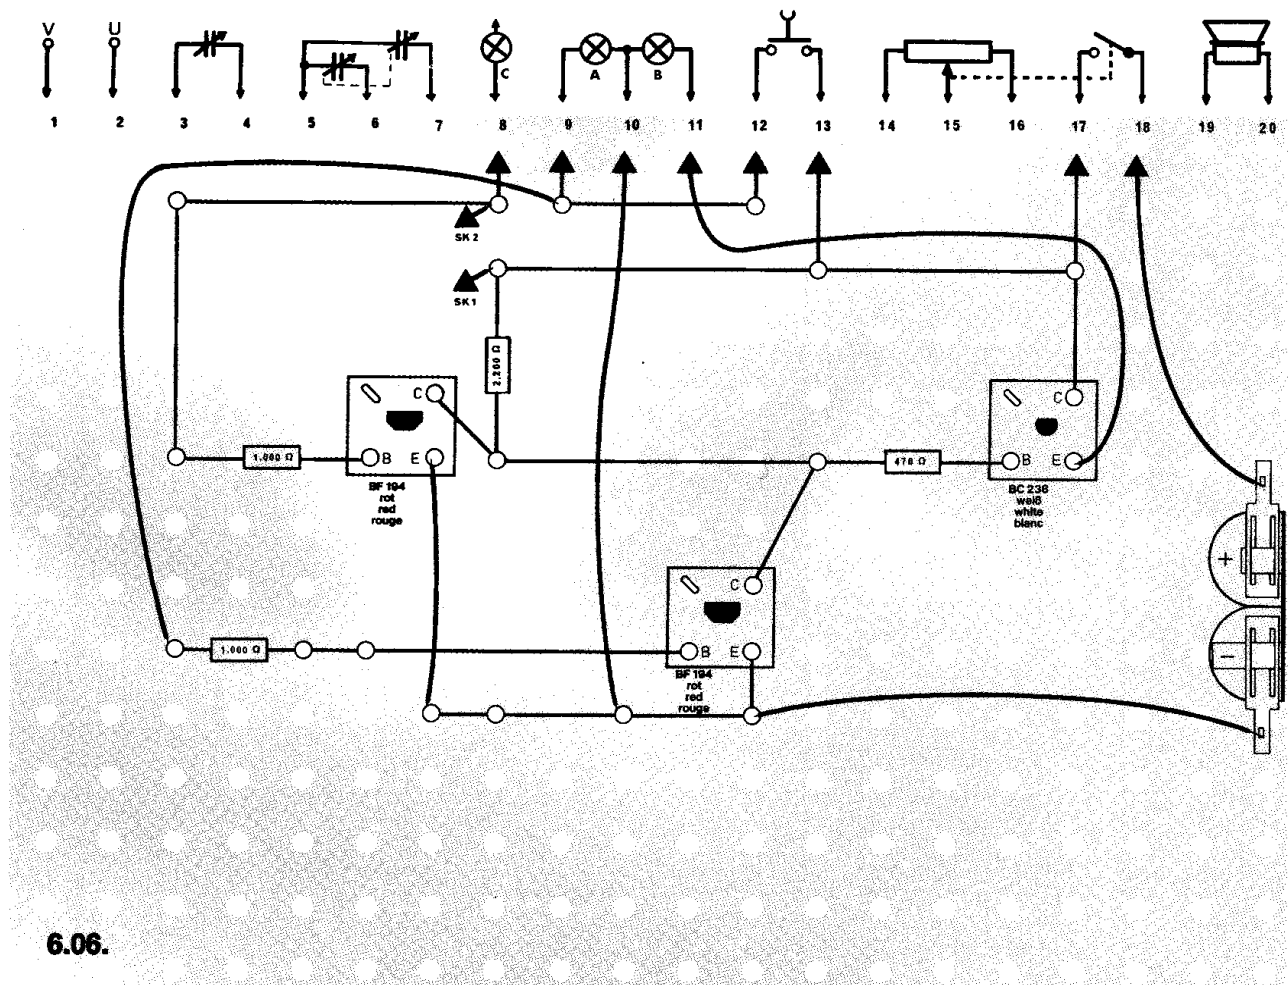 V U
C
A B
1 2 3 4 5 6 7 8 9 10 11 12 13 14 15 16 17 18 19 20
SK 2
SK 1
2.200 Ω
C
C
1.000 Ω
B E
470 Ω
B E
BF 194
rot
red
rouge
BC 238
weiß
white
blanc
+
C
1.000 Ω
B E
−
BF 194
rot
red
rouge
6.06.